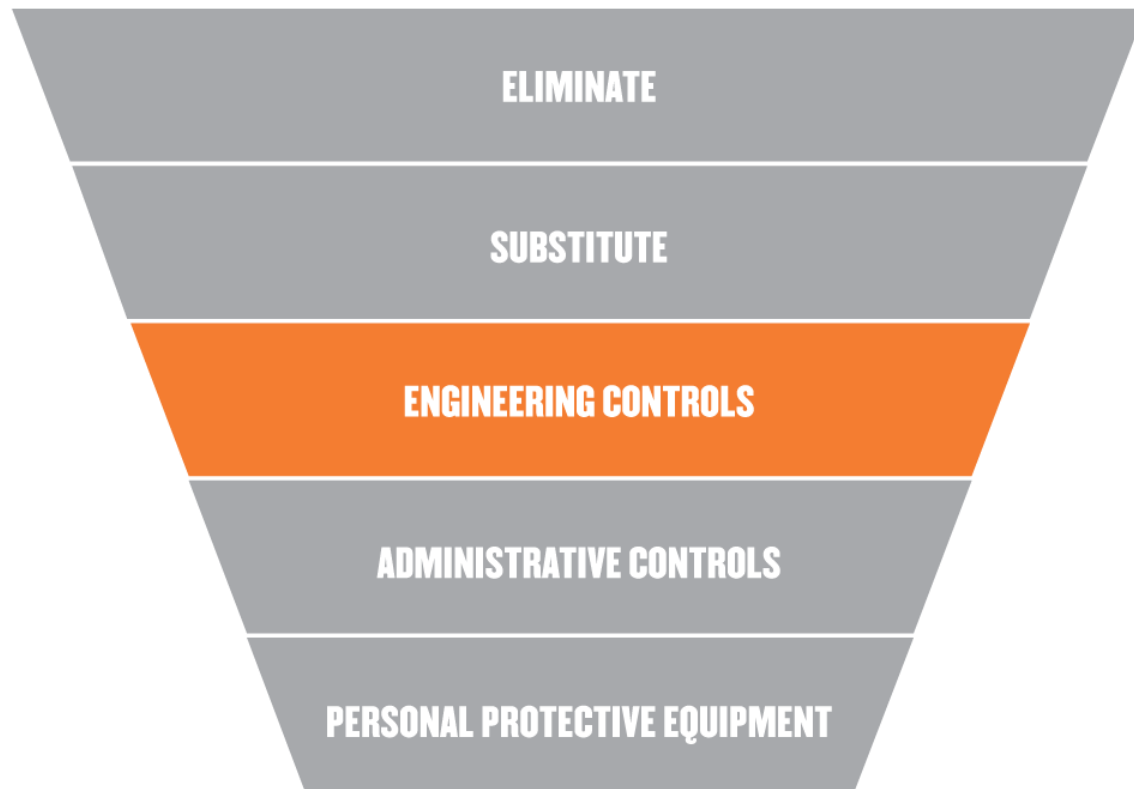 ELIMINATE
SUBSTITUTE
ENGINEERING CONTROLS
ADMINISTRATIVE CONTROLS
PERSONAL PROTECTIVE EQUIPMENT